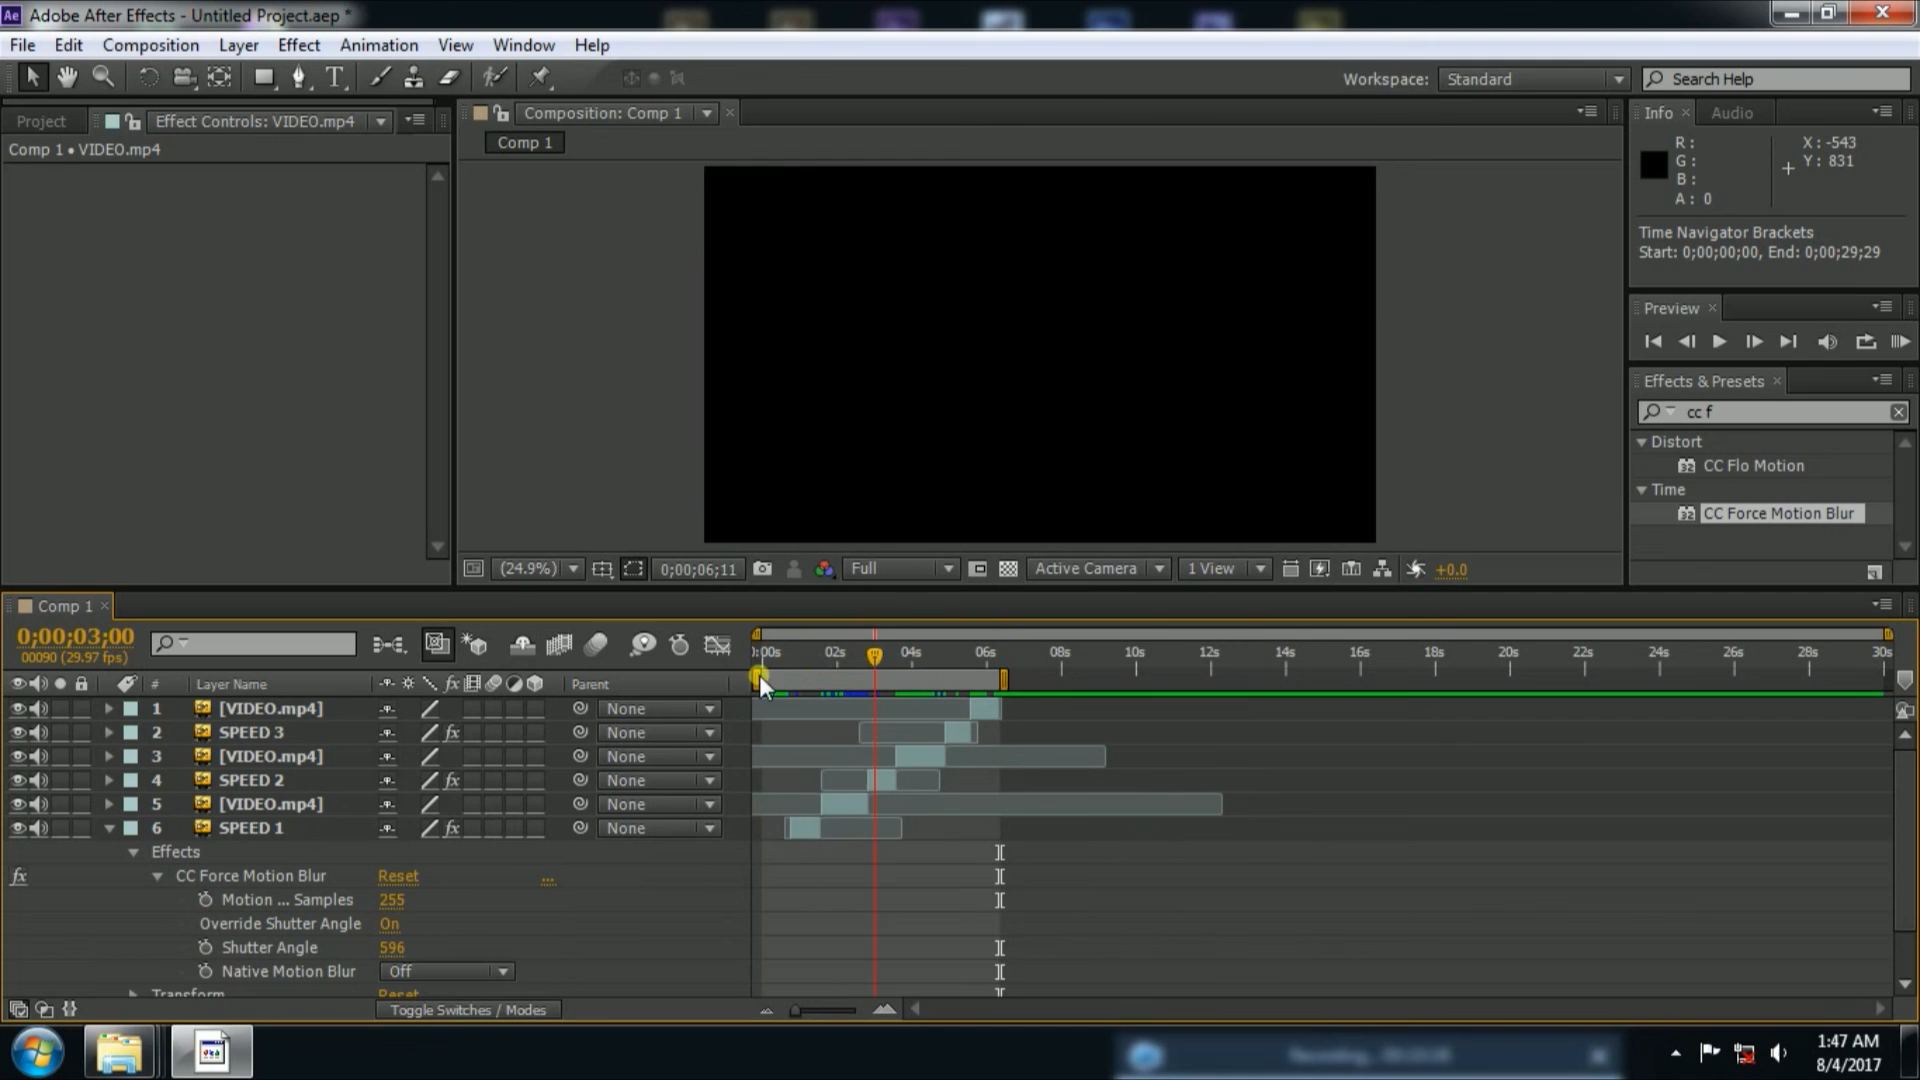 Adobe After Effects - Untitled Project.aep *
File Edit Composition Layer Effect Animation View Window Help
Workspace: Standard Search Help
Project Effect Controls: VIDEO.mp4
Comp 1 • VIDEO.mp4
Composition: Comp 1
Comp 1
Info Audio
R :
G :
B :
A : 0
X : -543
Y : 831
Time Navigator Brackets
Start: 0;00;00;00, End: 0;00;29;29
Preview
Effects & Presets
cc f
Distort
CC Flo Motion
Time
CC Force Motion Blur
(24.9%) 0;00;06;11 Full Active Camera 1 View +0.0
Comp 1
0;00;03;00
00090 (29.97 fps)
0:00s 02s 04s 06s 08s 10s 12s 14s 16s 18s 20s 22s 24s 26s 28s 30s
# Layer Name fx Parent
1 [VIDEO.mp4] None
2 SPEED 3 fx None
3 [VIDEO.mp4] None
4 SPEED 2 fx None
5 [VIDEO.mp4] None
6 SPEED 1 fx None
Effects
fx CC Force Motion Blur Reset ...
Motion ... Samples 255
Override Shutter Angle On
Shutter Angle 596
Native Motion Blur Off
Transform Reset
Toggle Switches / Modes
1:47 AM
8/4/2017